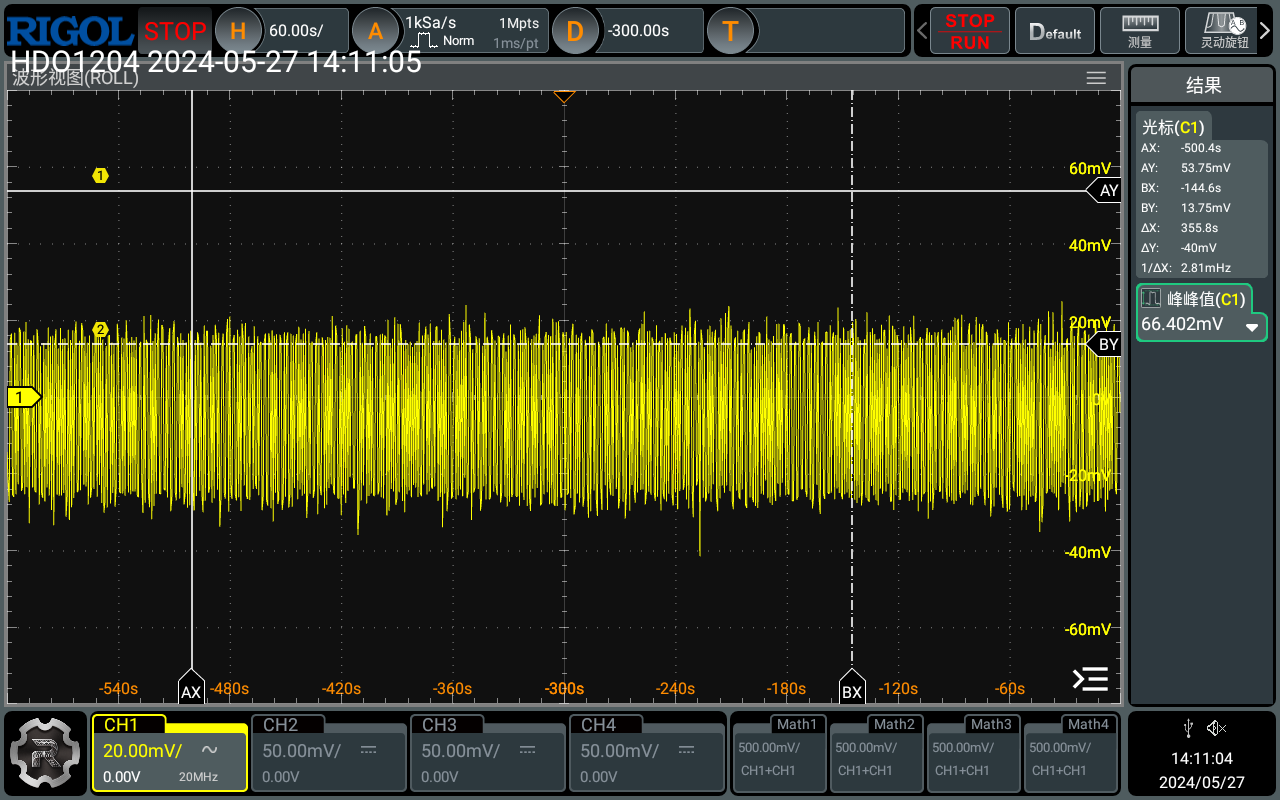 RIGOL STOP H 60.00s/ A 1kSa/s 1Mpts Norm 1ms/pt D -300.00s T STOP RUN Default 测量 灵动旋钮
HDO1204 2024-05-27 14:11:05
波形视图(ROLL)
结果
光标(C1)
AX: -500.4s
AY: 53.75mV
BX: -144.6s
BY: 13.75mV
ΔX: 355.8s
ΔY: -40mV
1/ΔX: 2.81mHz
峰峰值(C1)
66.402mV
1
60mV
AY
40mV
2
20mV
BY
1
0V
-20mV
-40mV
-60mV
-540s AX -480s -420s -360s -300s -240s -180s BX -120s -60s
CH1 CH2 CH3 CH4 Math1 Math2 Math3 Math4
20.00mV/ 50.00mV/ 50.00mV/ 50.00mV/ 500.00mV/ 500.00mV/ 500.00mV/ 500.00mV/
0.00V 20MHz 0.00V 0.00V 0.00V CH1+CH1 CH1+CH1 CH1+CH1 CH1+CH1
14:11:04
2024/05/27